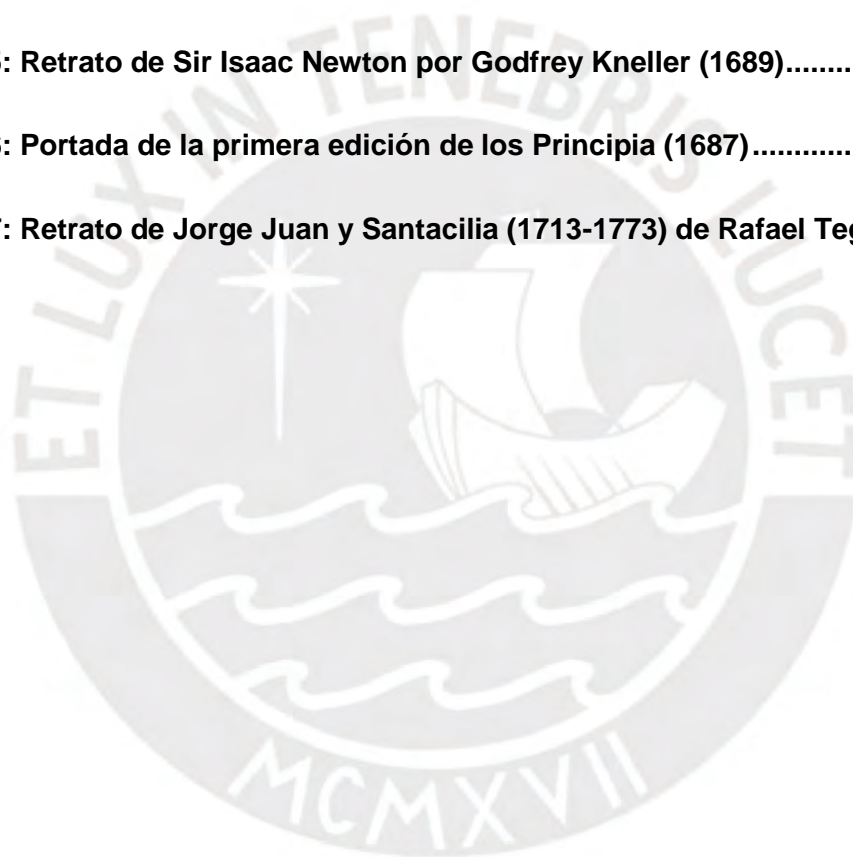 : Retrato de Sir Isaac Newton por Godfrey Kneller (1689)........
: Portada de la primera edición de los Principia (1687).............
: Retrato de Jorge Juan y Santacilia (1713-1773) de Rafael
ET LUX IN TENEBRIS LUCET
MCMXVII